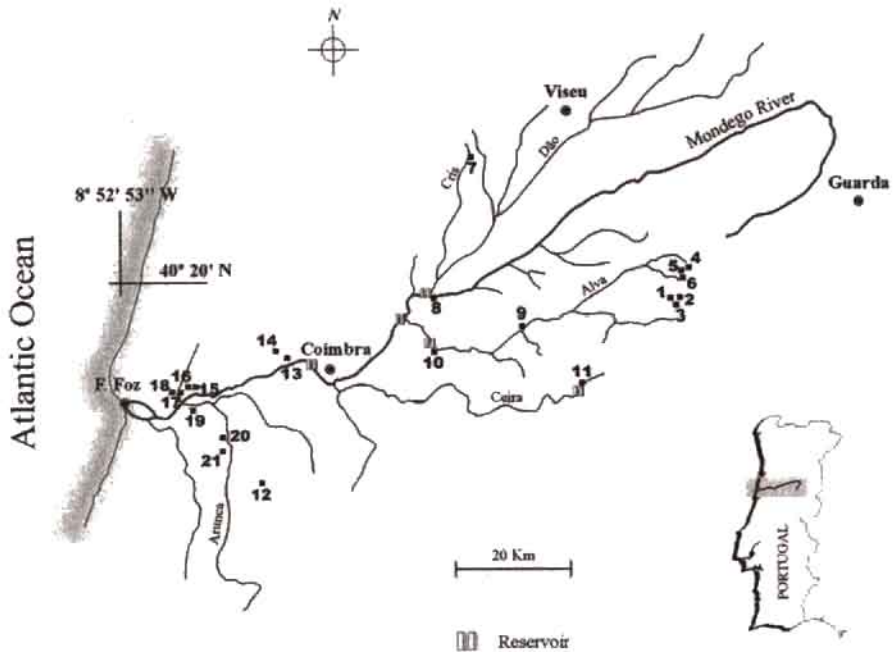 N
Viseu
Mondego River
Dão
Cris
7
Guarda
8° 52' 53" W
40° 20' N
Atlantic Ocean
5
4
6
1
2
3
Alva
8
9
10
11
Ceira
14
13
Coimbra
F. Foz
18
16
15
17
19
20
21
12
Arunca
20 Km
PORTUGAL
Reservoir